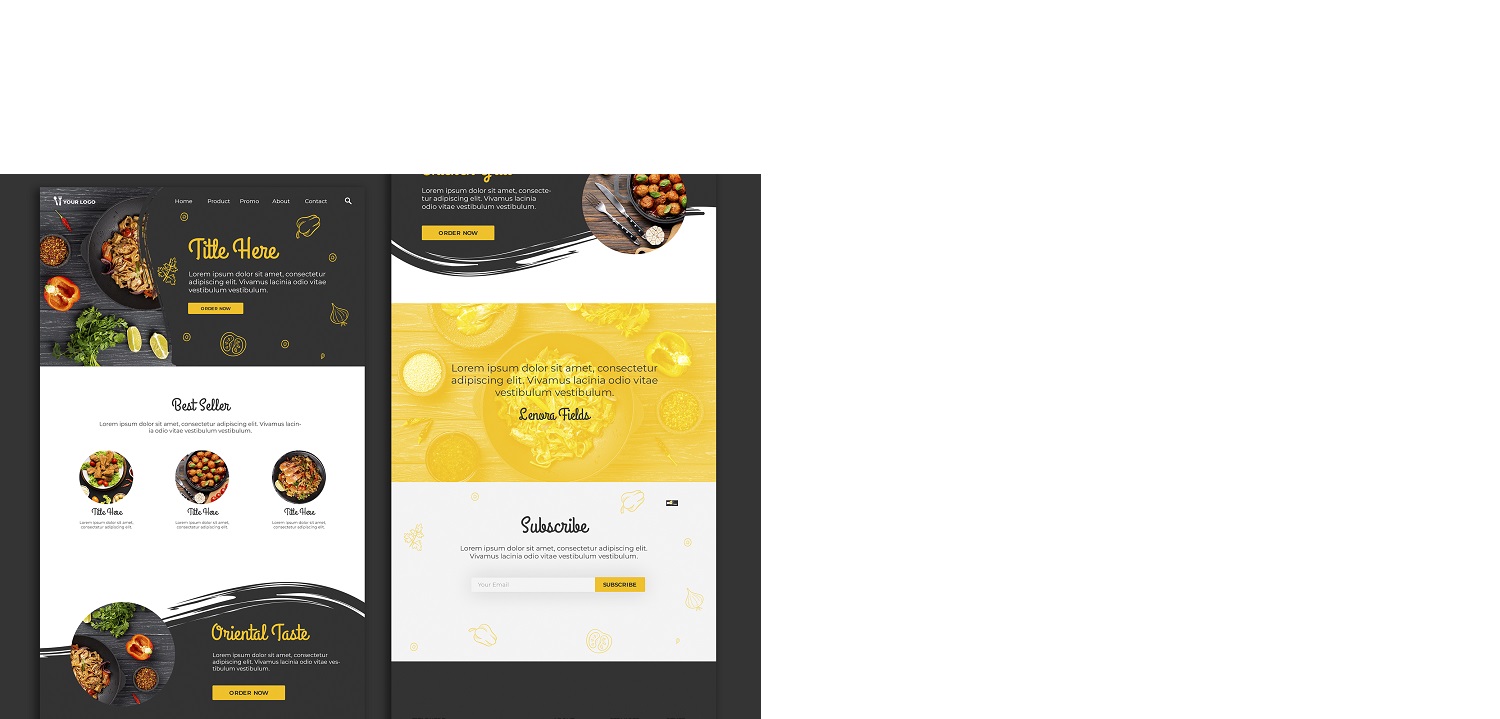 YOUR LOGO
Home Product Promo About Contact
Title Here
Lorem ipsum dolor sit amet, consectetur
adipiscing elit. Vivamus lacinia odio vitae
vestibulum vestibulum.
ORDER NOW
Best Seller
Lorem ipsum dolor sit amet, consectetur adipiscing elit. Vivamus lacin-
ia odio vitae vestibulum vestibulum.
Title Here
Lorem ipsum dolor sit amet,
consectetur adipiscing elit.
Title Here
Lorem ipsum dolor sit amet,
consectetur adipiscing elit.
Title Here
Lorem ipsum dolor sit amet,
consectetur adipiscing elit.
Oriental Taste
Lorem ipsum dolor sit amet, consectetur
adipiscing elit. Vivamus lacinia odio vitae ves-
tibulum vestibulum.
ORDER NOW
Lorem ipsum dolor sit amet, consecte-
tur adipiscing elit. Vivamus lacinia
odio vitae vestibulum vestibulum.
ORDER NOW
Lorem ipsum dolor sit amet, consectetur
adipiscing elit. Vivamus lacinia odio vitae
vestibulum vestibulum.
Lenora Fields
Subscribe
Lorem ipsum dolor sit amet, consectetur adipiscing elit.
Vivamus lacinia odio vitae vestibulum vestibulum.
Your Email
SUBSCRIBE